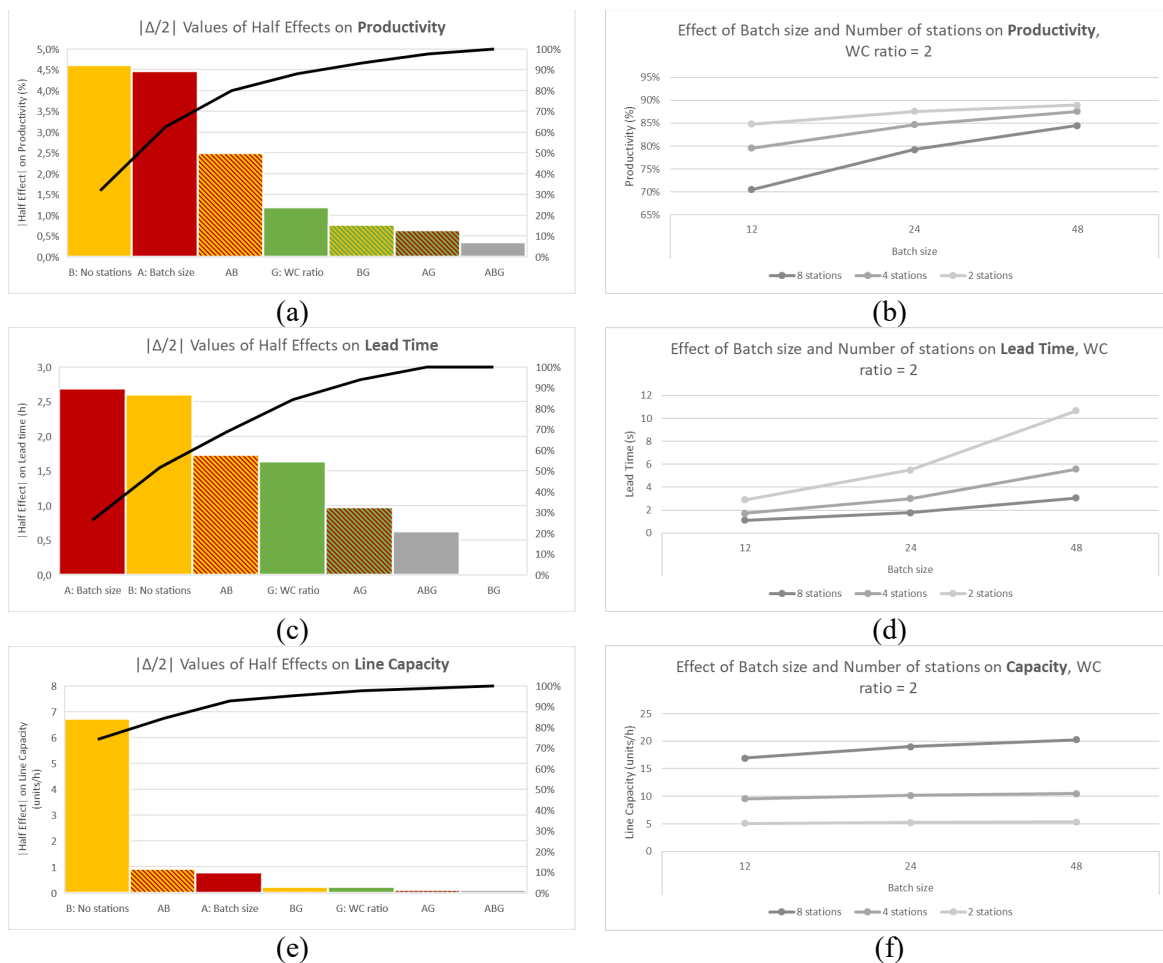 |Δ/2| Values of Half Effects on Productivity
|Half Effect| on Productivity (%)
5,0%
4,5%
4,0%
3,5%
3,0%
2,5%
2,0%
1,5%
1,0%
0,5%
0,0%
100%
90%
80%
70%
60%
50%
40%
30%
20%
10%
0%
B: No stations A: Batch size AB G: WC ratio BG AG ABG
(a)
Effect of Batch size and Number of stations on Productivity,
WC ratio = 2
Productivity (%)
95%
90%
85%
80%
75%
70%
65%
12 24 48
Batch size
8 stations 4 stations 2 stations
(b)
|Δ/2| Values of Half Effects on Lead Time
|Half Effect| on Lead time (h)
3,0
2,5
2,0
1,5
1,0
0,5
0,0
100%
90%
80%
70%
60%
50%
40%
30%
20%
10%
0%
A: Batch size B: No stations AB G: WC ratio AG ABG BG
(c)
Effect of Batch size and Number of stations on Lead Time, WC
ratio = 2
Lead Time (s)
12
10
8
6
4
2
0
12 24 48
Batch size
8 stations 4 stations 2 stations
(d)
|Δ/2| Values of Half Effects on Line Capacity
|Half Effect| on Line Capacity
(units/h)
8
7
6
5
4
3
2
1
0
100%
90%
80%
70%
60%
50%
40%
30%
20%
10%
0%
B: No stations AB A: Batch size BG G: WC ratio AG ABG
(e)
Effect of Batch size and Number of stations on Capacity, WC
ratio = 2
Line Capacity (units/h)
25
20
15
10
5
0
12 24 48
Batch size
8 stations 4 stations 2 stations
(f)